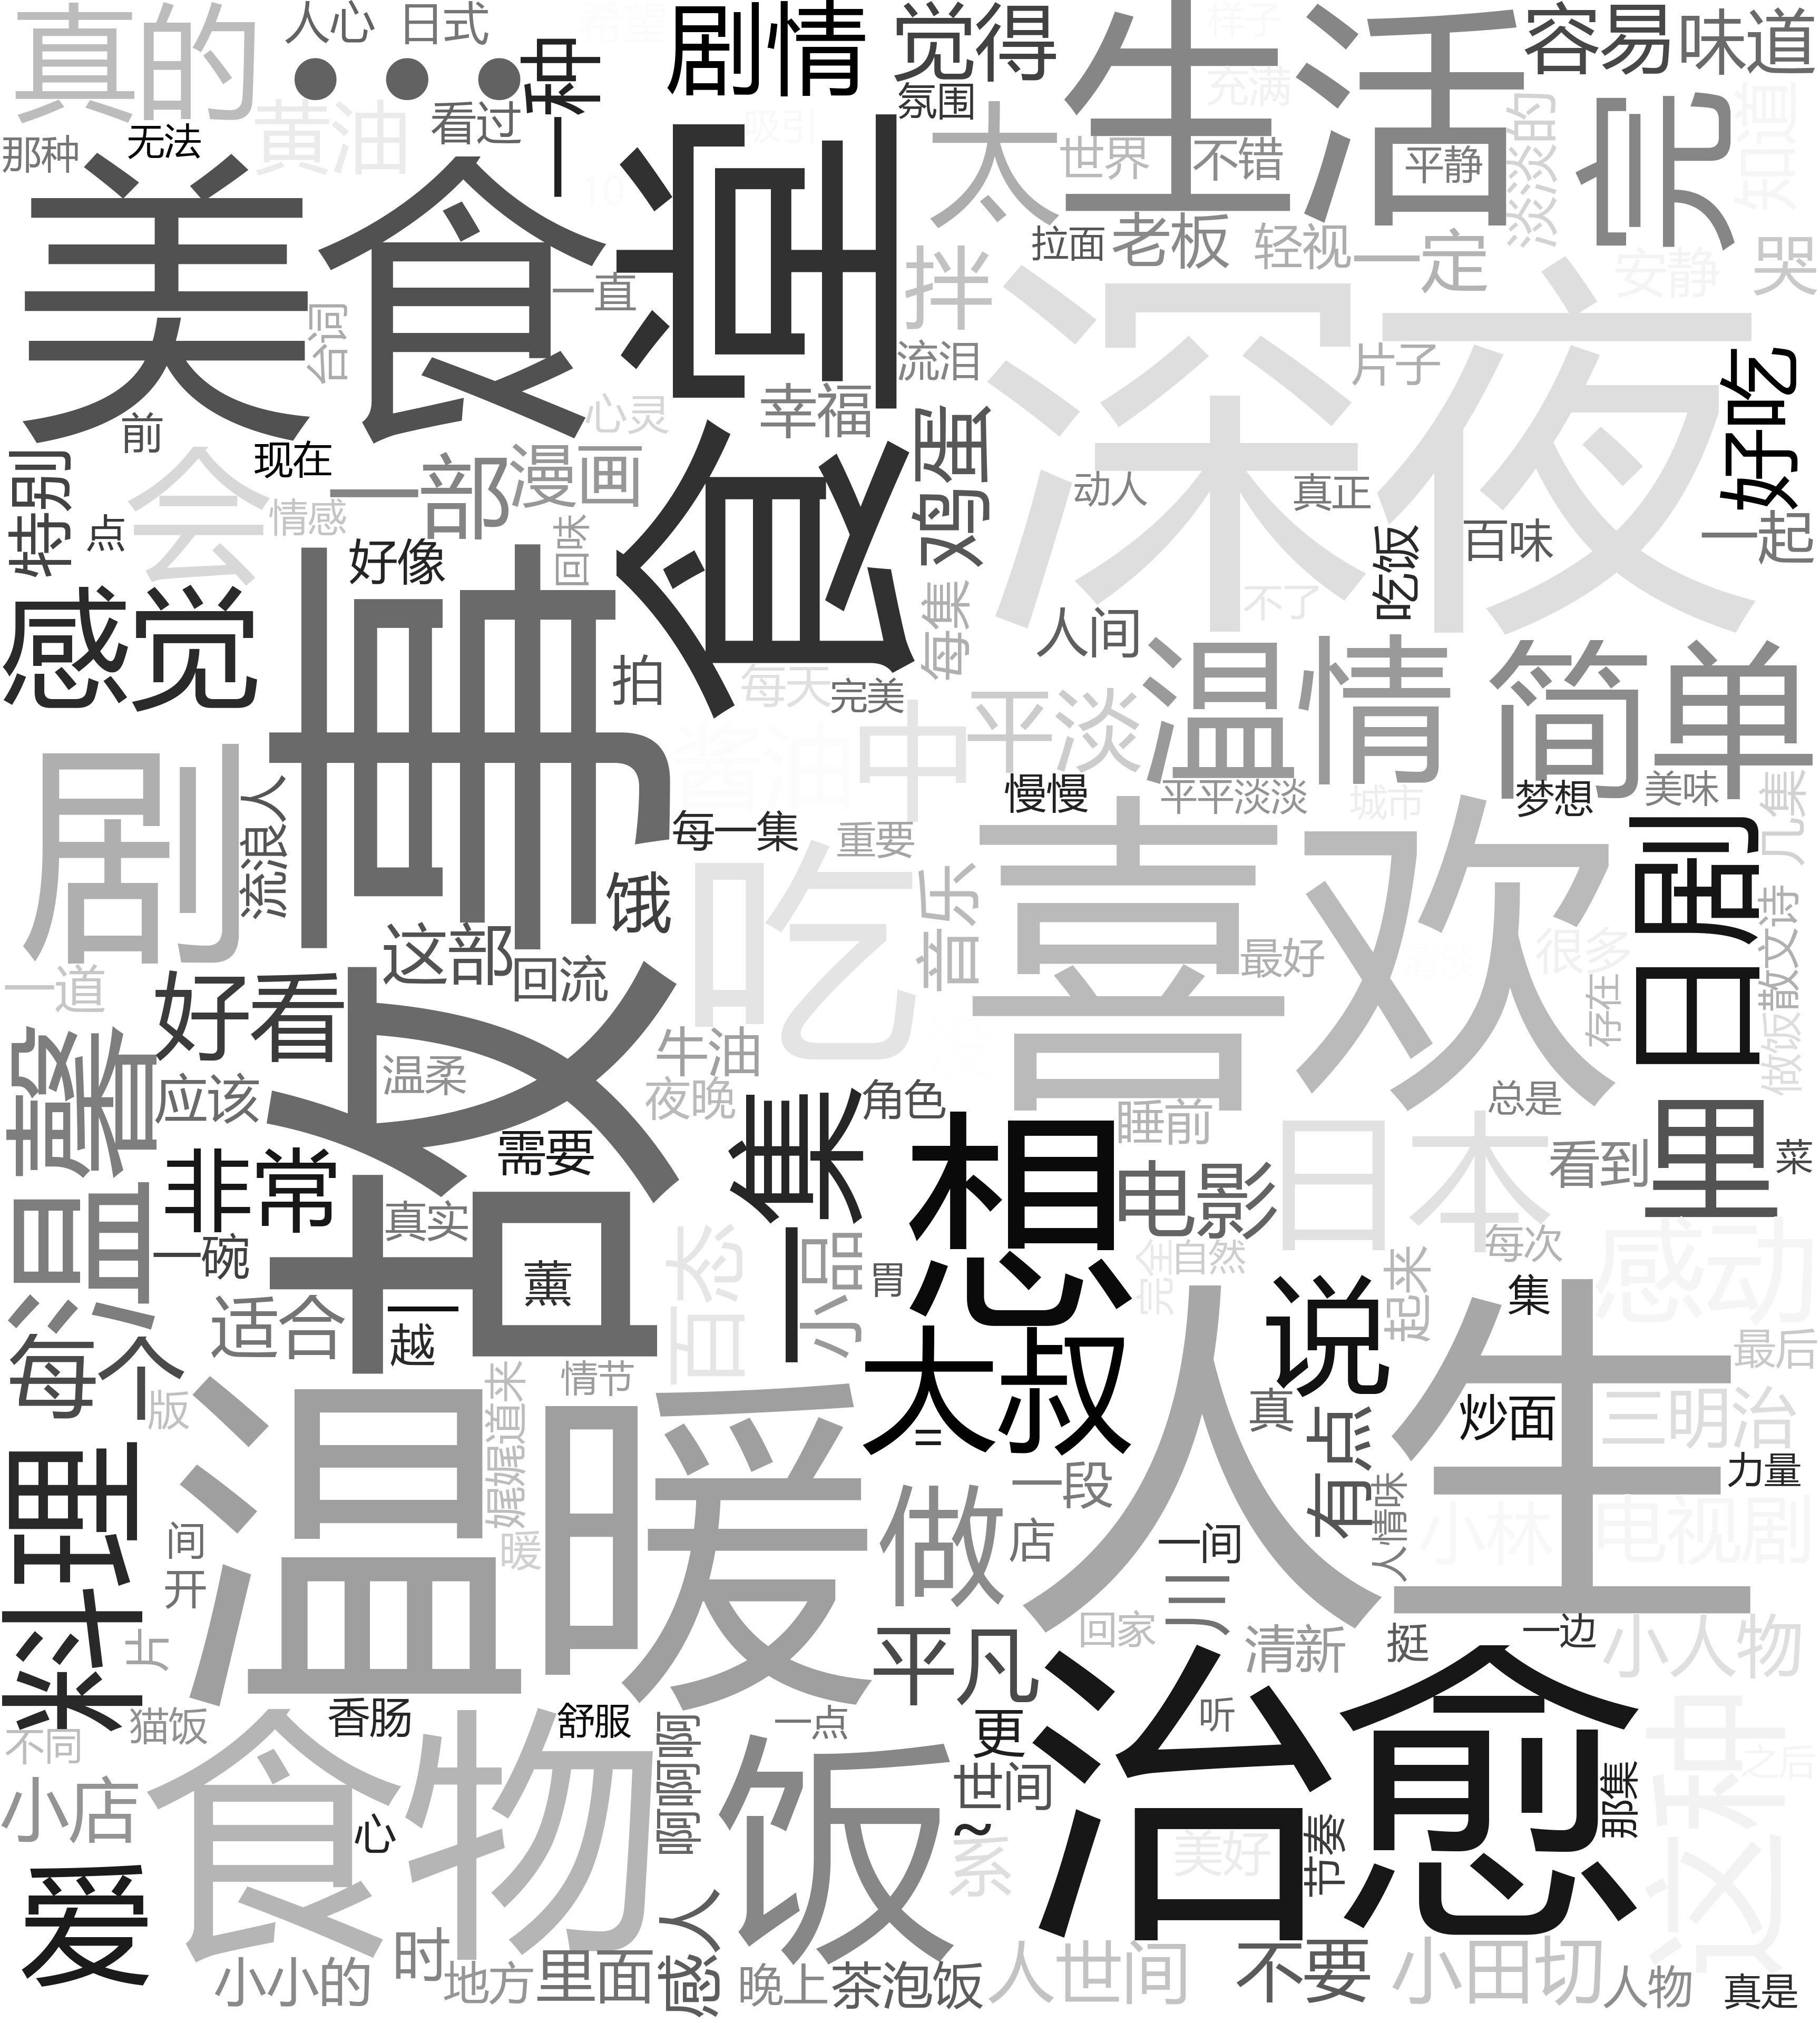 真的
人心
日式
●●●
一种
剧情
觉得
生活
样子
容易
味道
希望
那种
无法
黄油
看过
吸引
氛围
太
世界
不错
充满
平静
淡淡的
完
知道
10
美食
食堂
拉面
老板
轻视
一定
安静
哭
一直
台词
拌
深夜
流泪
片子
好吃
前
现在
心灵
幸福
鸡蛋
特别
点
会
情感
一部
漫画
动人
真正
百味
一起
好像
回味
吃饭
感觉
故事
拍
每集
不了
人间
每天
完美
温情
简单
剧
酱油
中
平淡
流浪人
每一集
重要
慢慢
平平淡淡
城市
梦想
美味
几集
饿
吃
音乐
喜欢
日剧
这部
回流
最好
很多
散文诗
一道
好看
存在
馨
温馨
应该
温柔
牛油
夜晚
角色
睡前
总是
做饭
非常
需要
一集
想
电影
日本
看到
里
菜
一碗
真实
百态
小品
胃
完全
自然
每次
感动
每个
适合
一
越
薰
大叔
说
起来
集
最后
版
温暖
娓娓道来
情节
=
真
人生
炒面
三明治
力量
料理
间
开
暖
做
一段
店
有点
人情味
小林
电视剧
片
一间
川
回家
清新
挺
一边
小人物
平凡
猫饭
不同
香肠
舒服
一点
更
听
治愈
这种
之后
小店
食物
心
啊啊啊啊
饭
世间
~
系
美好
节奏
那集
爱
小小的
时
地方
里面
感人
晚上
茶泡饭
人世间
不要
小田切
人物
真是